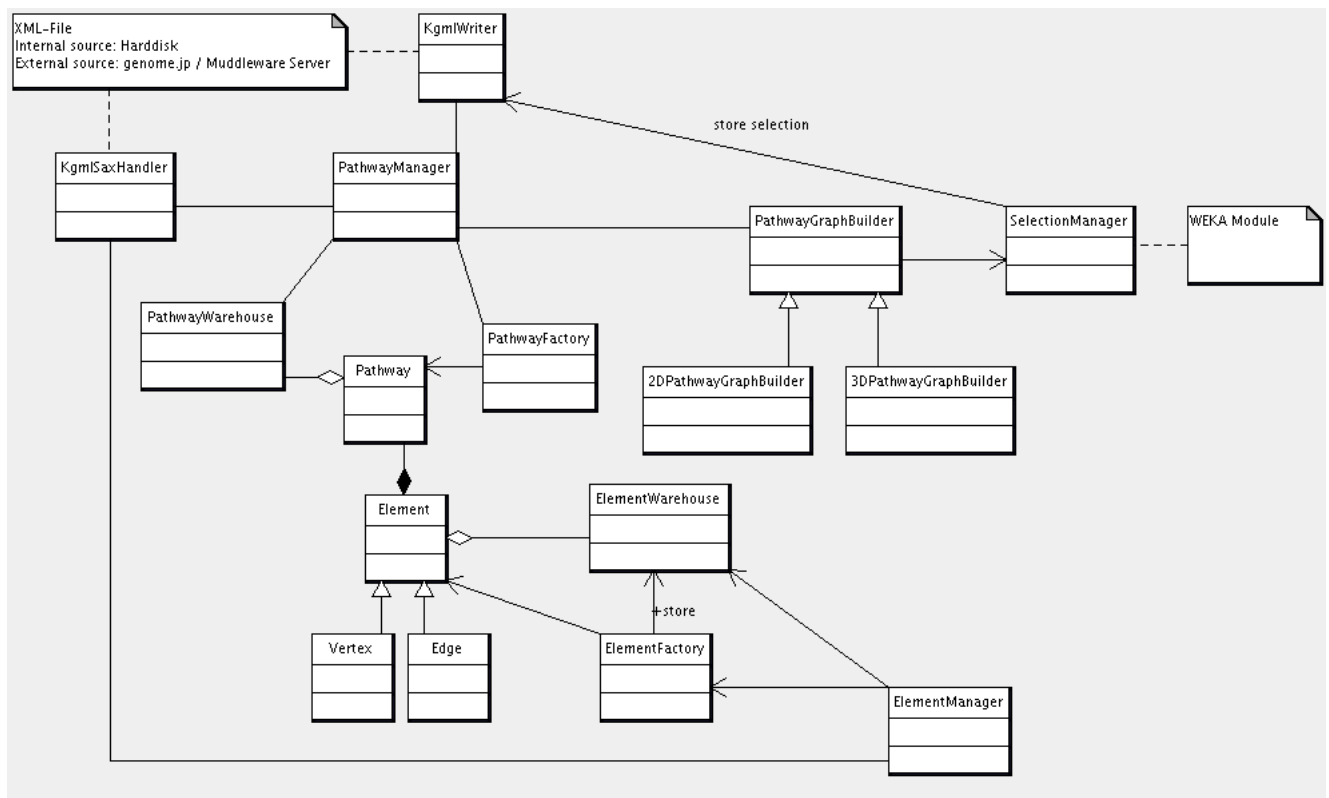 XML-File
Internal source: Harddisk
External source: genome.jp / Muddleware Server
KgmlWriter
store selection
KgmlSaxHandler
PathwayManager
PathwayGraphBuilder
SelectionManager
WEKA Module
PathwayWarehouse
PathwayFactory
Pathway
2DPathwayGraphBuilder
3DPathwayGraphBuilder
Element
ElementWarehouse
+store
Vertex
Edge
ElementFactory
ElementManager